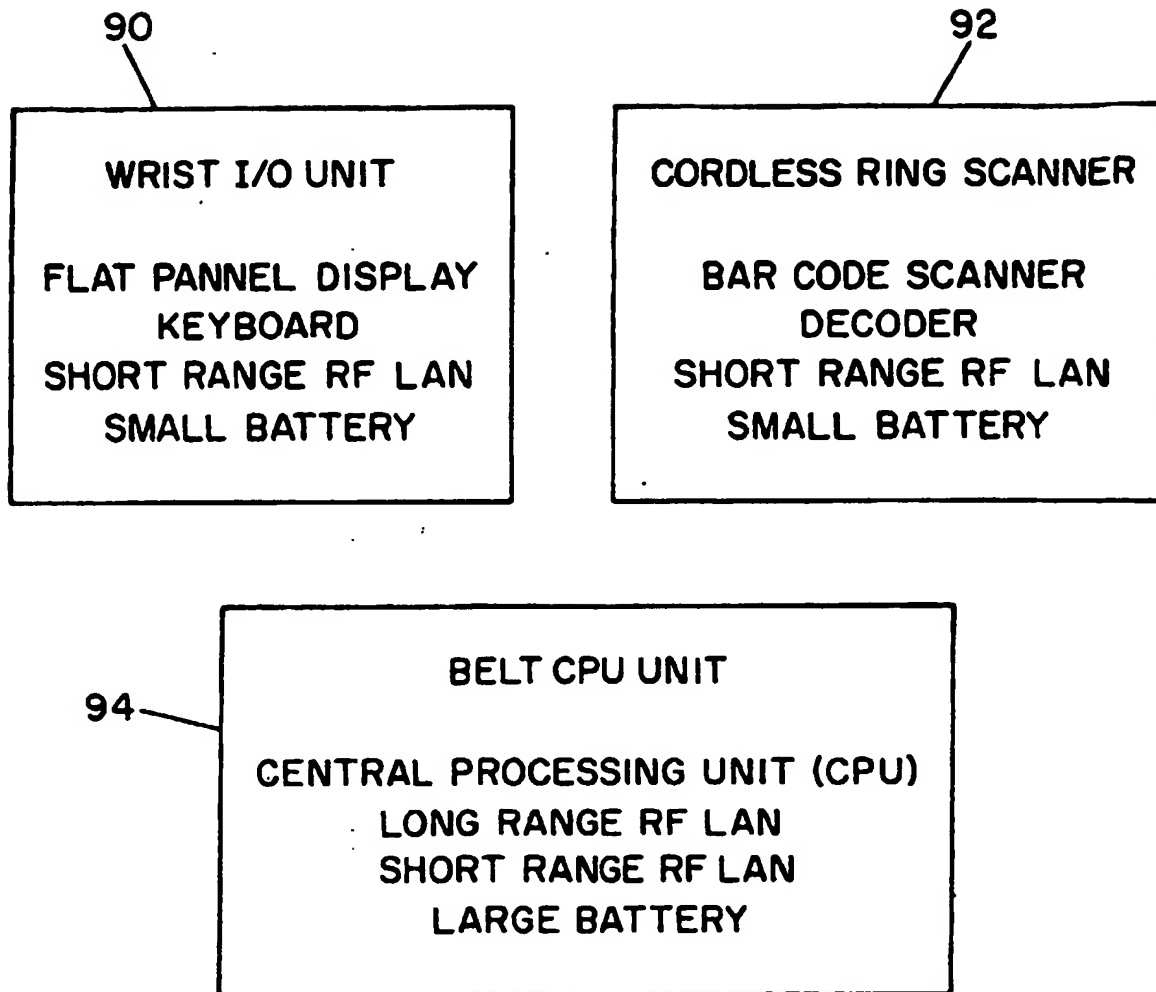 90
WRIST I/O UNIT
FLAT PANNEL DISPLAY
KEYBOARD
SHORT RANGE RF LAN
SMALL BATTERY
92
CORDLESS RING SCANNER
BAR CODE SCANNER
DECODER
SHORT RANGE RF LAN
SMALL BATTERY
94
BELT CPU UNIT
CENTRAL PROCESSING UNIT (CPU)
LONG RANGE RF LAN
SHORT RANGE RF LAN
LARGE BATTERY